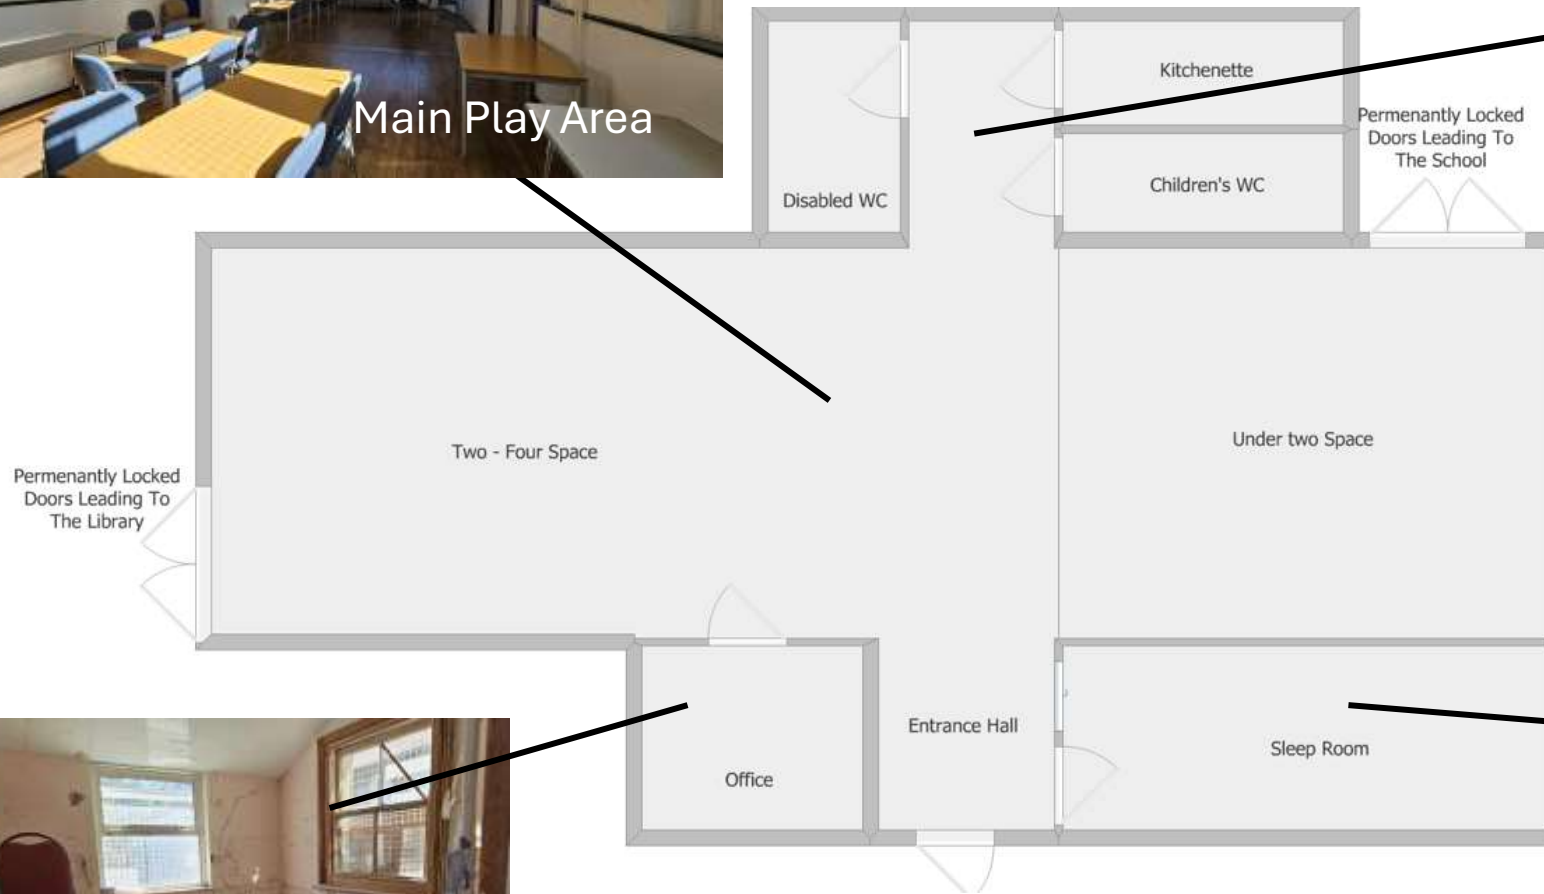 Main Play Area
Kitchenette
Permenantly Locked
Doors Leading To
The School
Children's WC
Disabled WC
Two - Four Space
Under two Space
Permenantly Locked
Doors Leading To
The Library
Entrance Hall
Sleep Room
Office